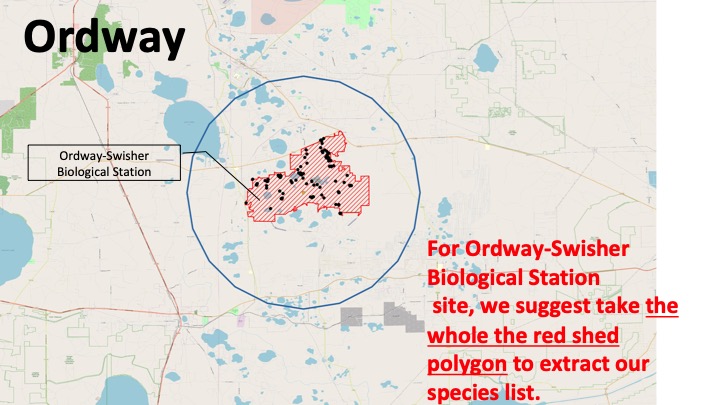 Ordway
Ordway-Swisher
Biological Station
For Ordway-Swisher
Biological Station
site, we suggest take the
whole the red shed
polygon to extract our
species list.